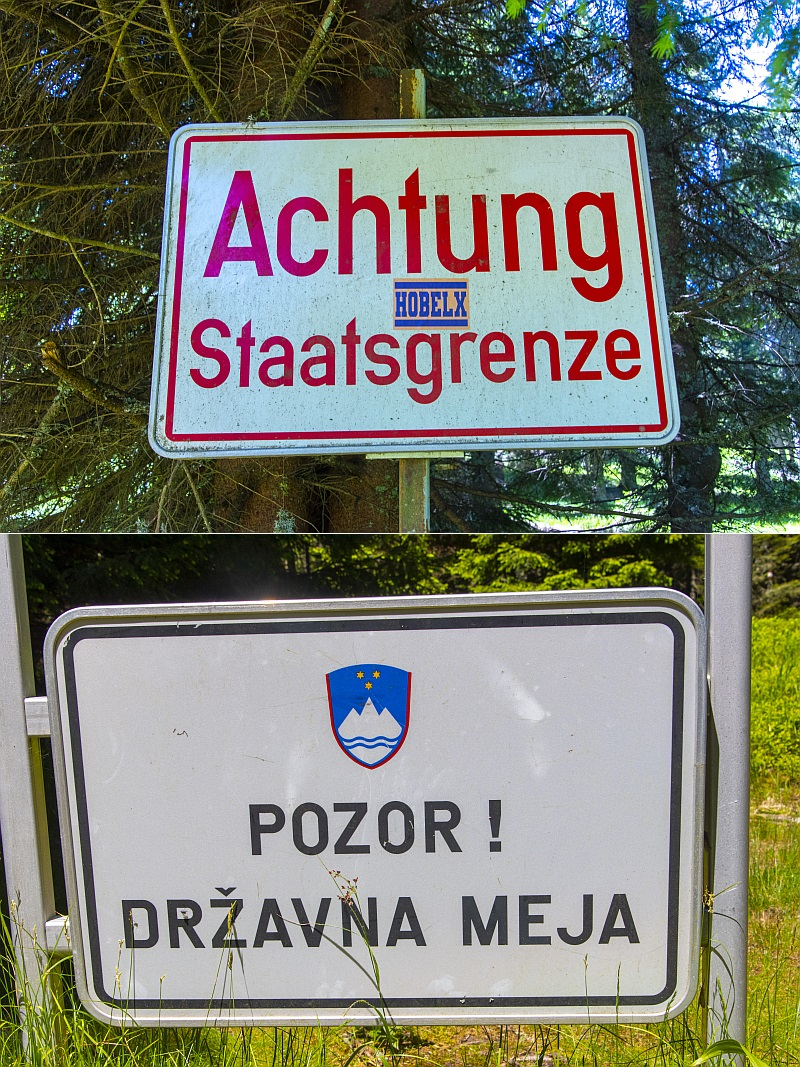 Achtung
HOBELX
Staatsgrenze
POZOR !
DRŽAVNA MEJA